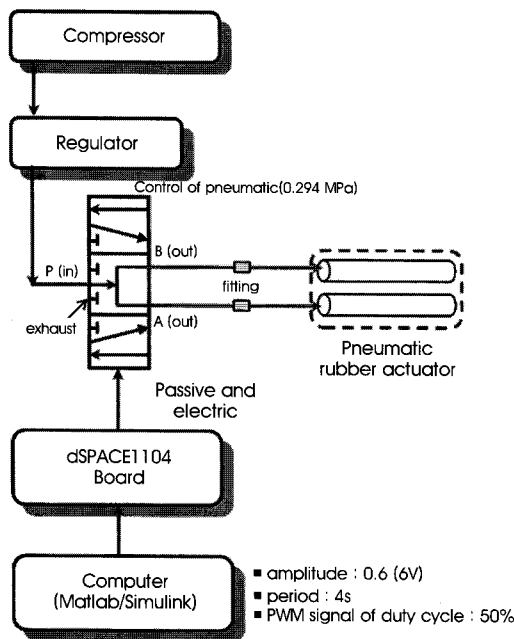 Compressor
Regulator
Control of pneumatic(0.294 MPa)
B (out)
P (in)
fitting
A (out)
exhaust
Pneumatic
rubber actuator
Passive and
electric
dSPACE1104
Board
Computer
(Matlab/Simulink)
▪ amplitude : 0.6 (6V)
▪ period : 4s
▪ PWM signal of duty cycle : 50%